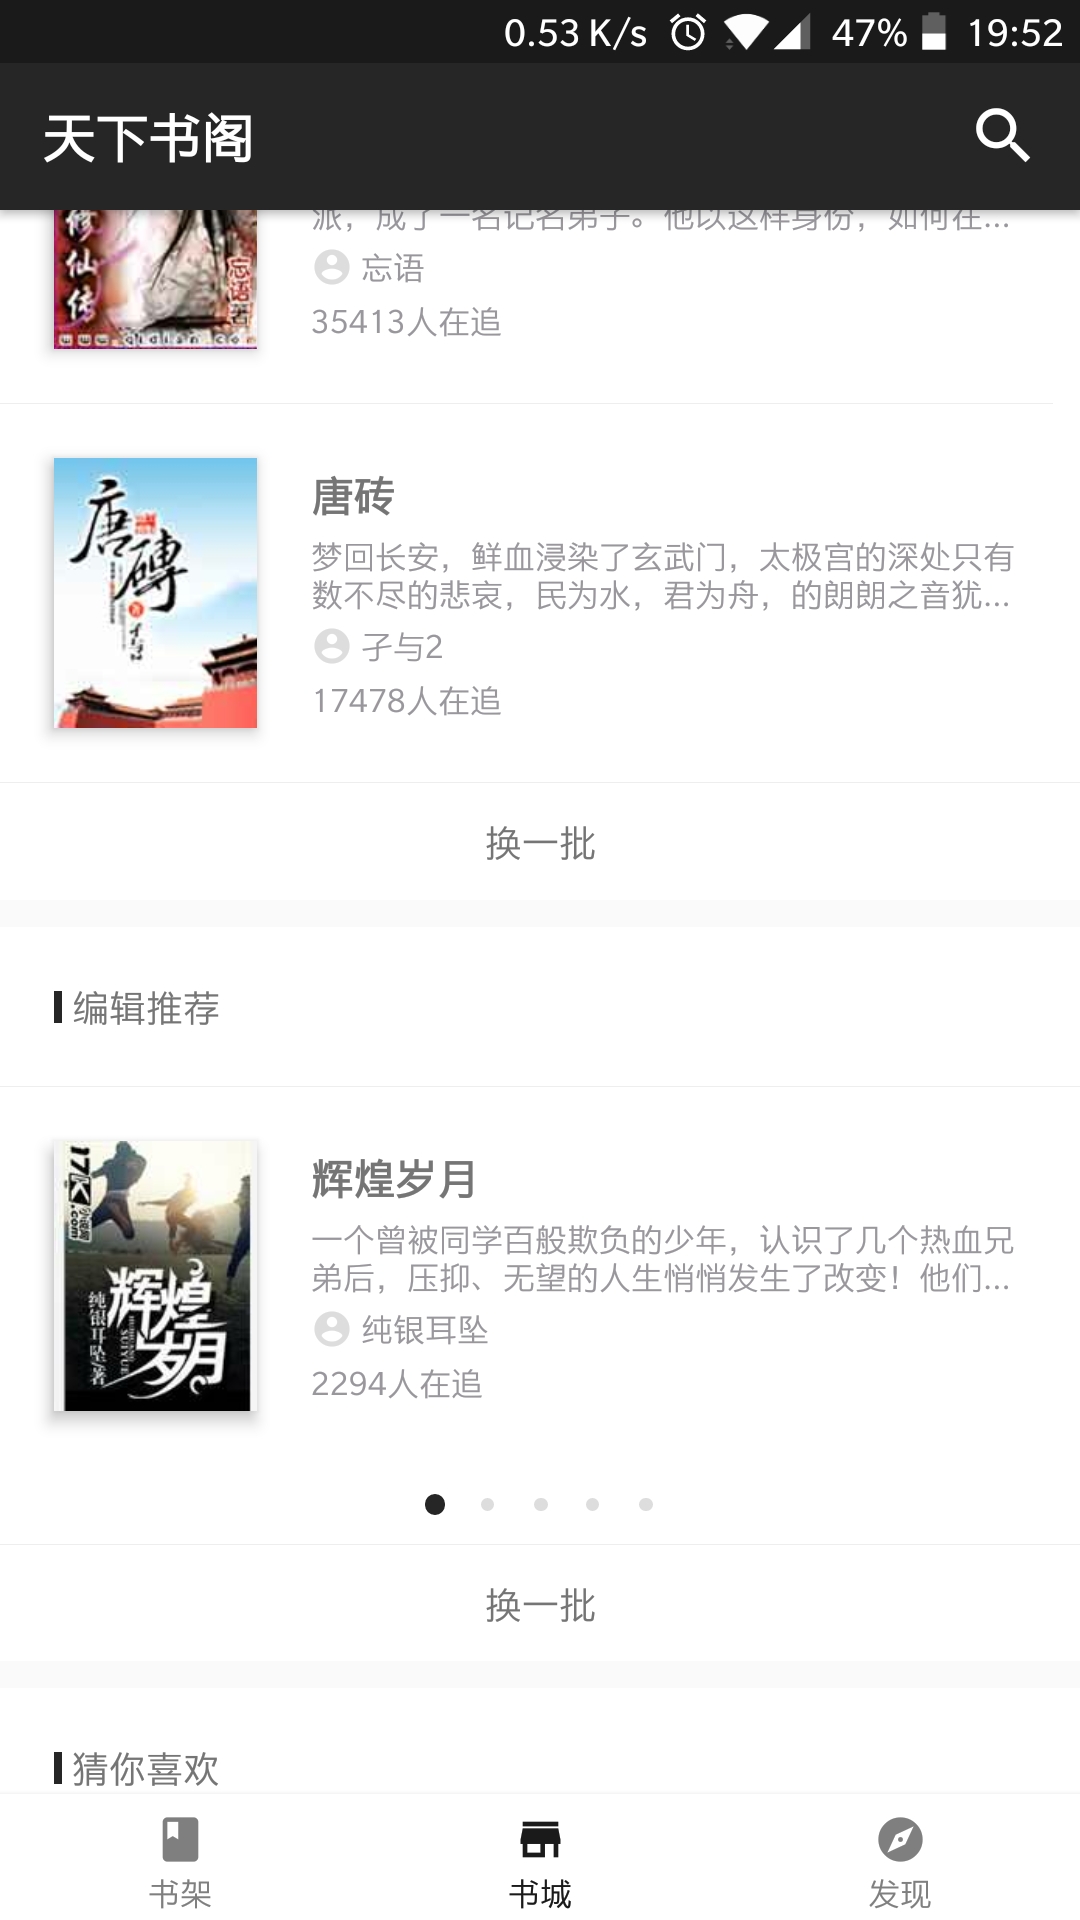 0.53 K/s 47% 19:52
天下书阁
修仙传
忘语著
www.qidian.com
派，成了一名记名弟子。他以这样身份，如何在...
忘语
35413人在追
唐磚
孑与2
唐砖
梦回长安，鲜血浸染了玄武门，太极宫的深处只有
数不尽的悲哀，民为水，君为舟，的朗朗之音犹...
孑与2
17478人在追
换一批
编辑推荐
17K小说网
.com
辉煌岁月
纯银耳坠/著
辉煌岁月
一个曾被同学百般欺负的少年，认识了几个热血兄
弟后，压抑、无望的人生悄悄发生了改变！他们...
纯银耳坠
2294人在追
换一批
猜你喜欢
书架
书城
发现